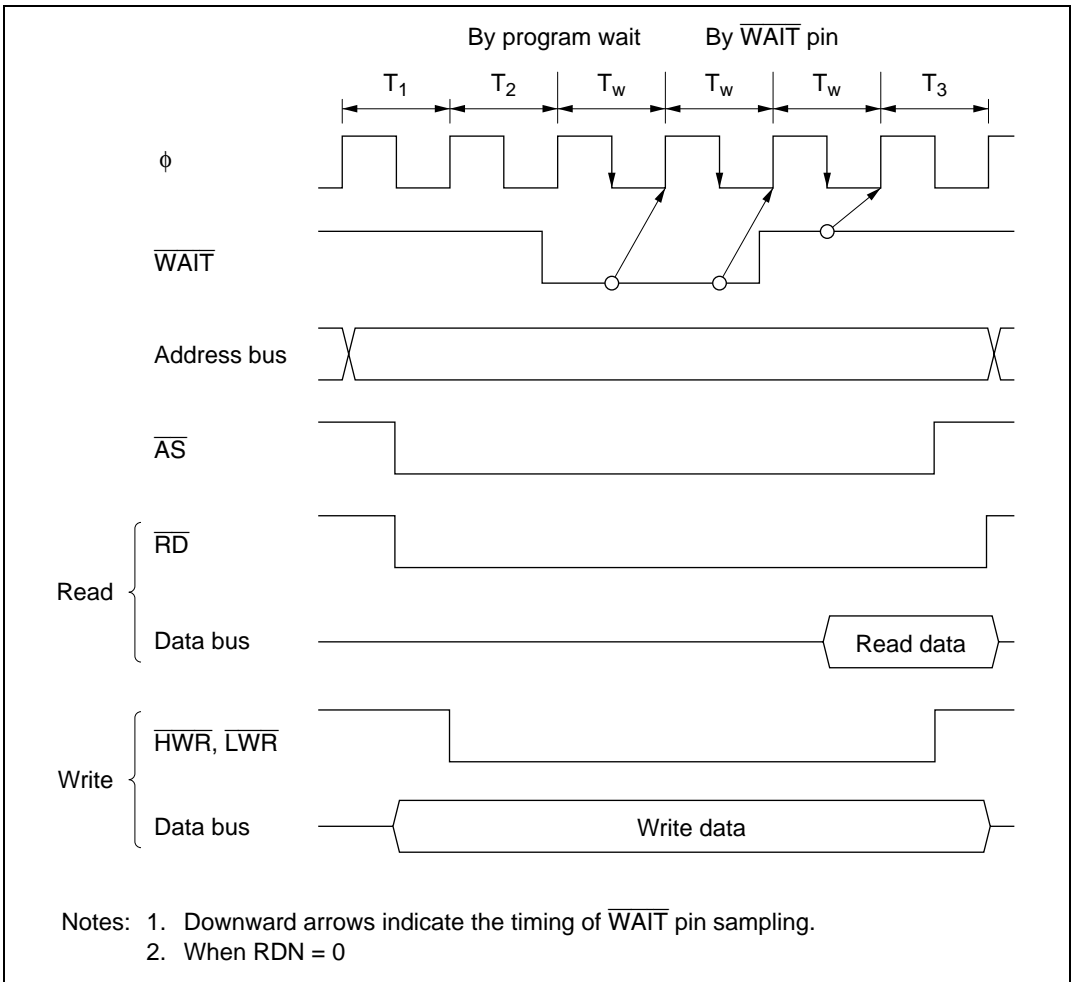 By program wait By WAIT pin
T1 T2 Tw Tw Tw T3
ϕ
WAIT
Address bus
AS
RD
Read
Data bus
Read data
HWR, LWR
Write
Data bus
Write data
Notes: 1. Downward arrows indicate the timing of WAIT pin sampling.
2. When RDN = 0